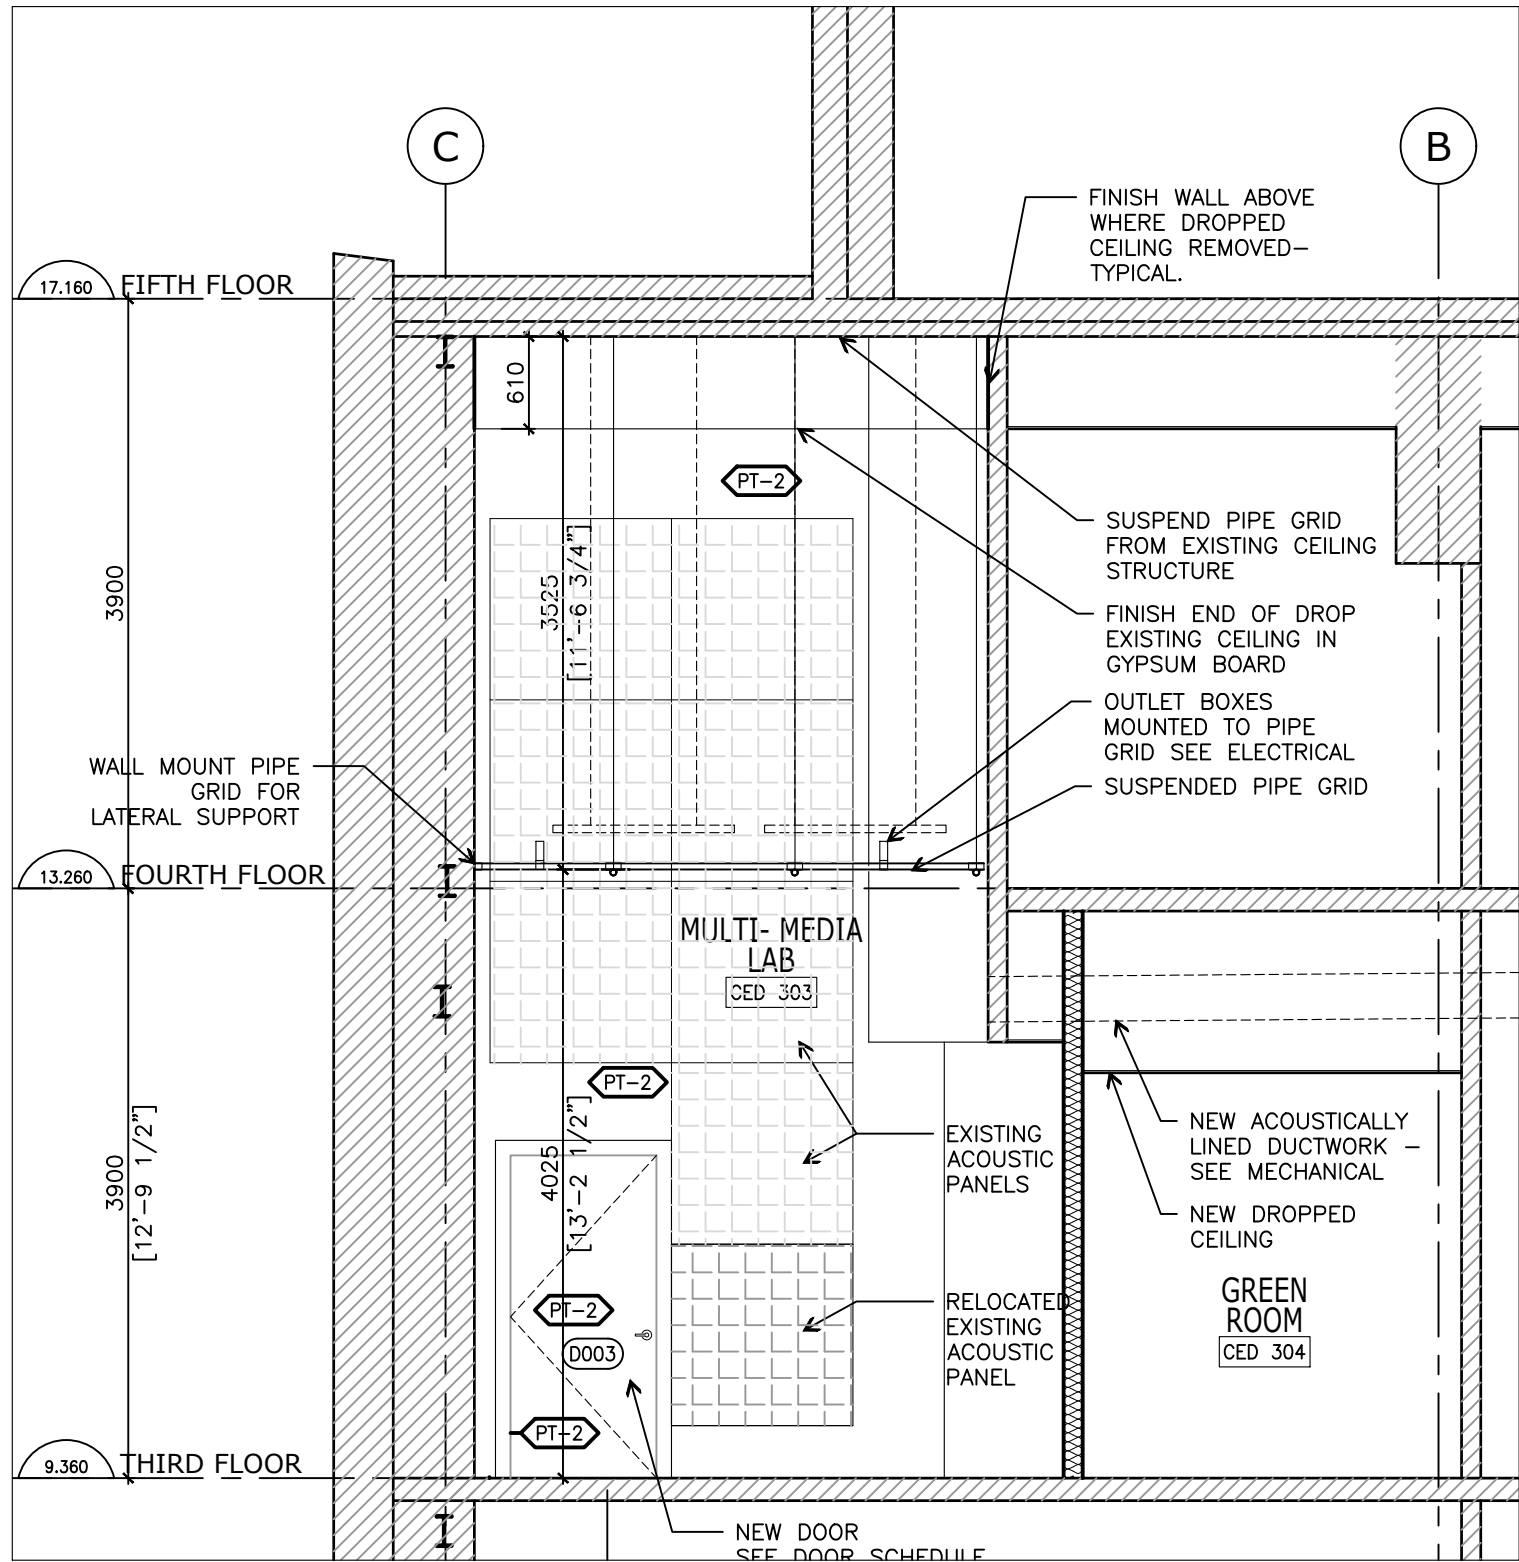 C
B
FINISH WALL ABOVE
WHERE DROPPED
CEILING REMOVED-
TYPICAL.
17.160
FIFTH FLOOR
610
PT-2
3900
3525
[11'-6 3/4"]
SUSPEND PIPE GRID
FROM EXISTING CEILING
STRUCTURE
FINISH END OF DROP
EXISTING CEILING IN
GYPSUM BOARD
OUTLET BOXES
MOUNTED TO PIPE
GRID SEE ELECTRICAL
SUSPENDED PIPE GRID
WALL MOUNT PIPE
GRID FOR
LATERAL SUPPORT
13.260
FOURTH FLOOR
MULTI- MEDIA
LAB
CED 303
PT-2
3900
[12'-9 1/2"]
4025
[13'-2 1/2"]
EXISTING
ACOUSTIC
PANELS
NEW ACOUSTICALLY
LINED DUCTWORK -
SEE MECHANICAL
NEW DROPPED
CEILING
GREEN
ROOM
CED 304
RELOCATED
EXISTING
ACOUSTIC
PANEL
PT-2
D003
PT-2
9.360
THIRD FLOOR
NEW DOOR
SEE DOOR SCHEDULE